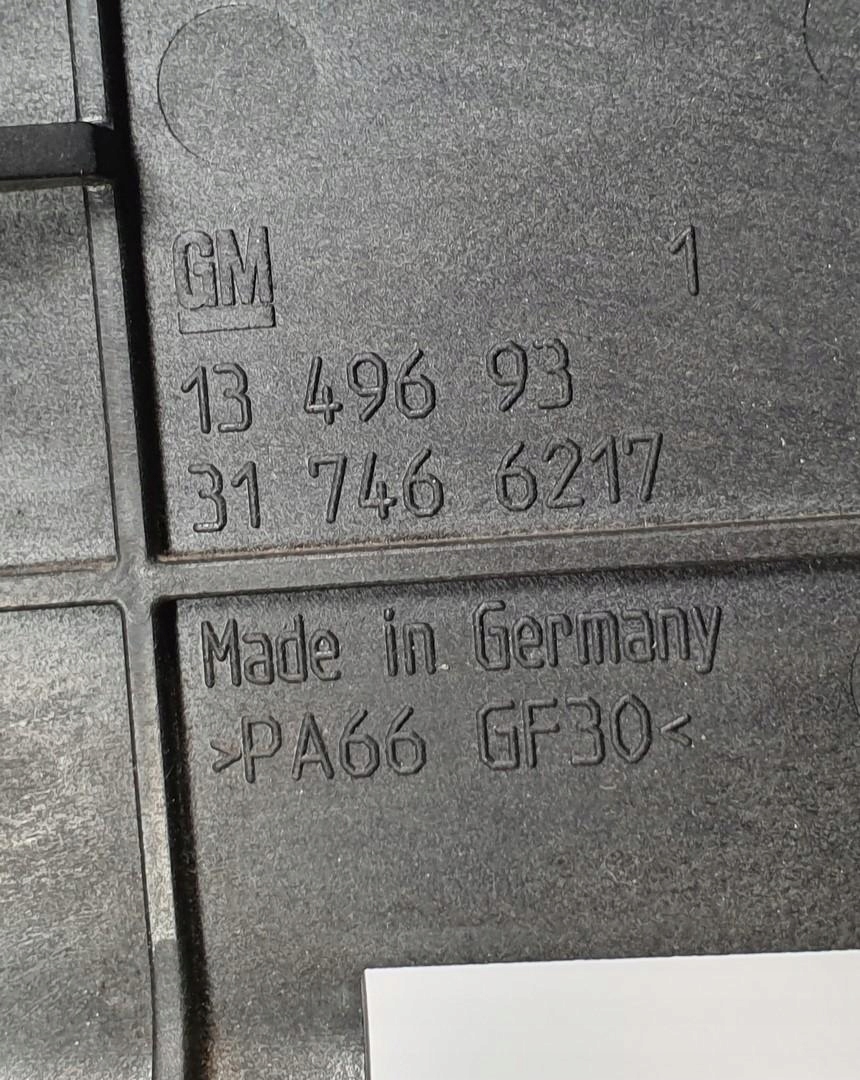 GM 1
13 496 93
31 746 6217
Made in Germany
>PA66 GF30<